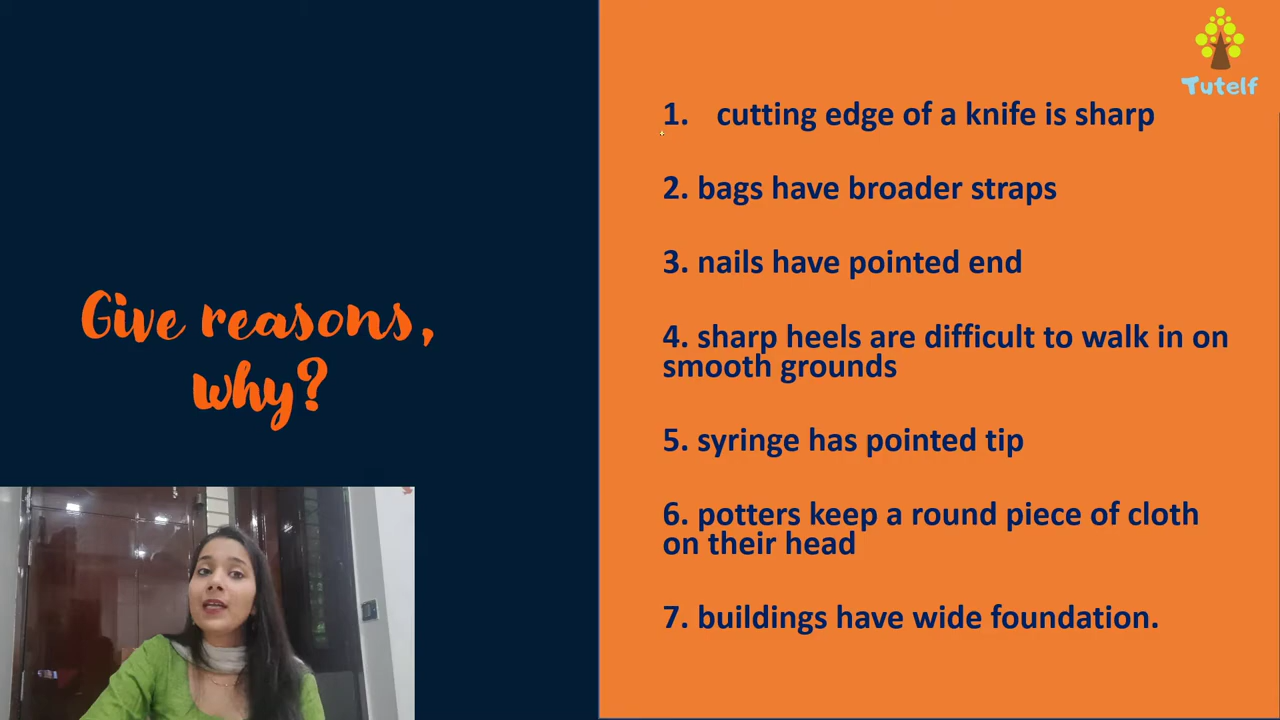 Tutelf
Give reasons,
why?
1. cutting edge of a knife is sharp
2. bags have broader straps
3. nails have pointed end
4. sharp heels are difficult to walk in on
smooth grounds
5. syringe has pointed tip
6. potters keep a round piece of cloth
on their head
7. buildings have wide foundation.